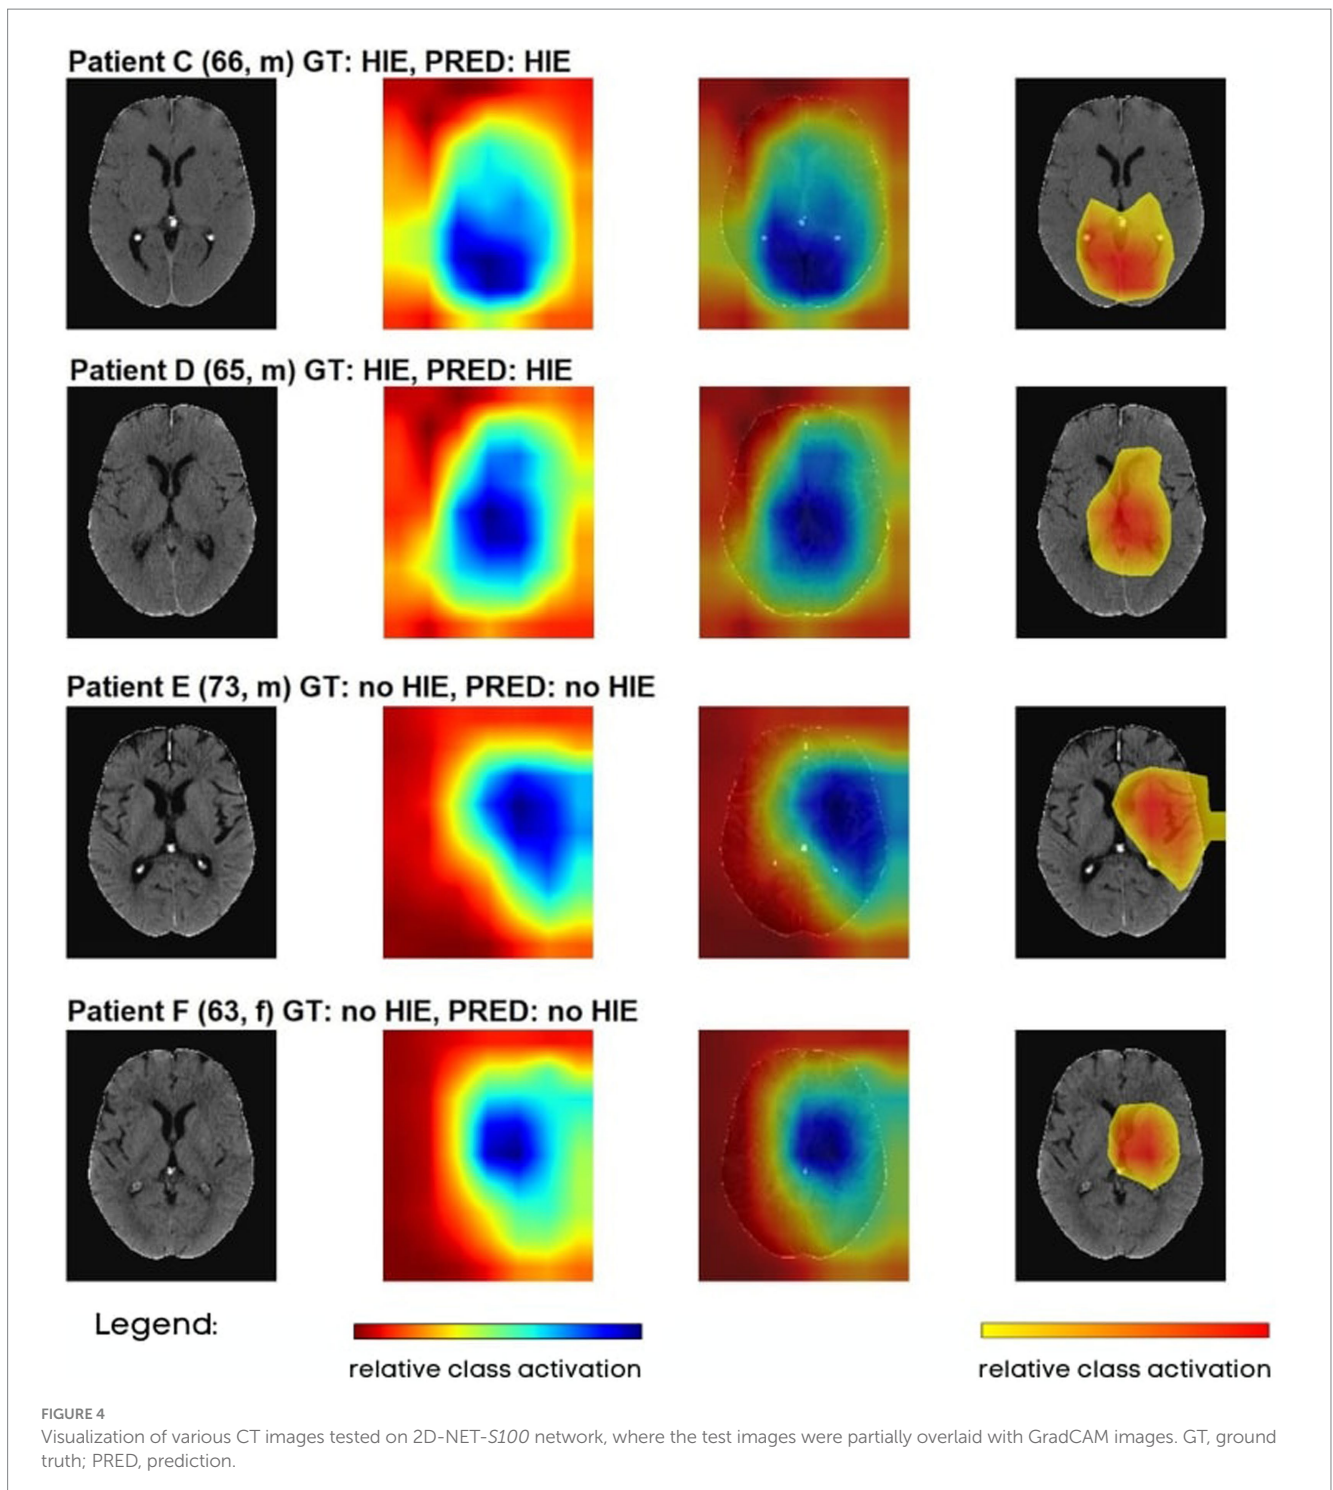 Patient C (66, m) GT: HIE, PRED: HIE
Patient D (65, m) GT: HIE, PRED: HIE
Patient E (73, m) GT: no HIE, PRED: no HIE
Patient F (63, f) GT: no HIE, PRED: no HIE
Legend:
relative class activation
relative class activation
FIGURE 4
Visualization of various CT images tested on 2D-NET-S100 network, where the test images were partially overlaid with GradCAM images. GT, ground
truth; PRED, prediction.